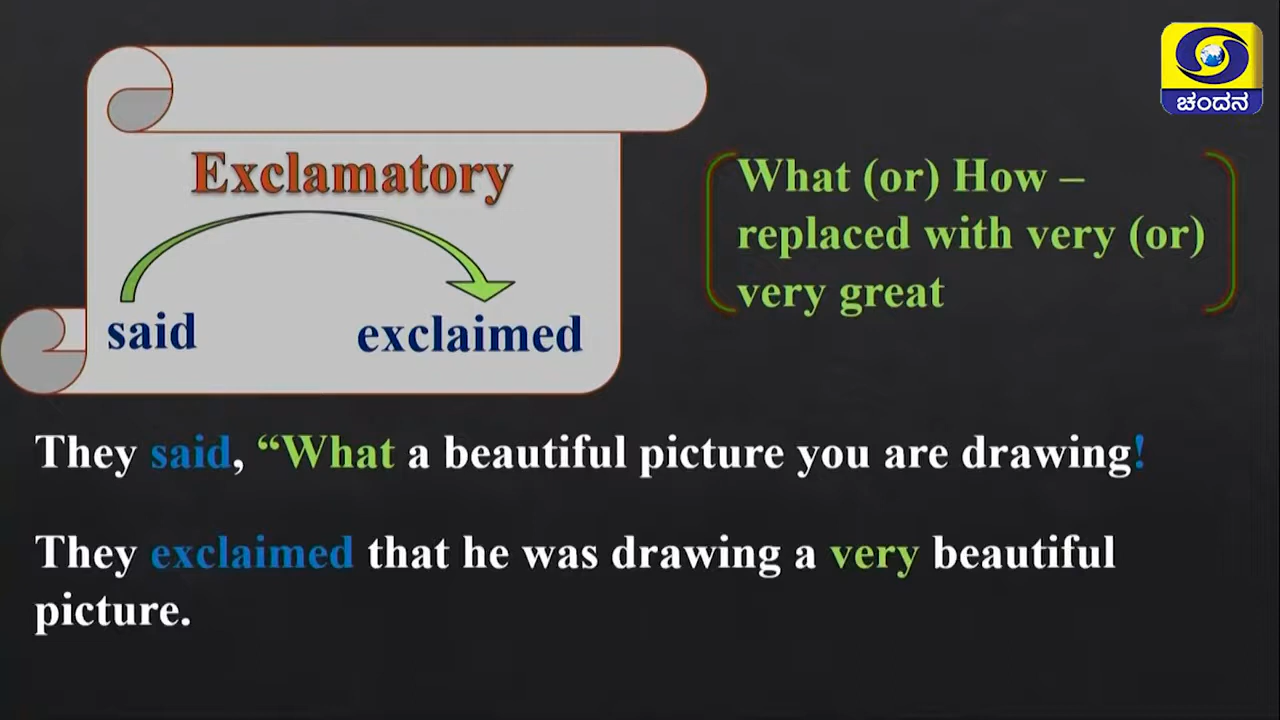 ಚಂದನ
Exclamatory
said exclaimed
What (or) How –
replaced with very (or)
very great
They said, “What a beautiful picture you are drawing!
They exclaimed that he was drawing a very beautiful
picture.